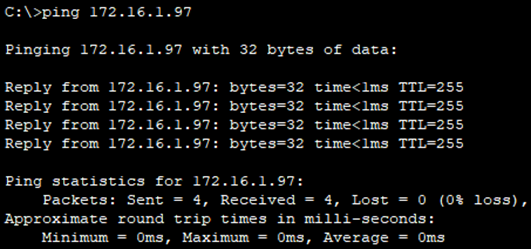 C:\>ping 172.16.1.97
Pinging 172.16.1.97 with 32 bytes of data:
Reply from 172.16.1.97: bytes=32 time<1ms TTL=255
Reply from 172.16.1.97: bytes=32 time<1ms TTL=255
Reply from 172.16.1.97: bytes=32 time<1ms TTL=255
Reply from 172.16.1.97: bytes=32 time<1ms TTL=255
Ping statistics for 172.16.1.97:
    Packets: Sent = 4, Received = 4, Lost = 0 (0% loss),
Approximate round trip times in milli-seconds:
    Minimum = 0ms, Maximum = 0ms, Average = 0ms